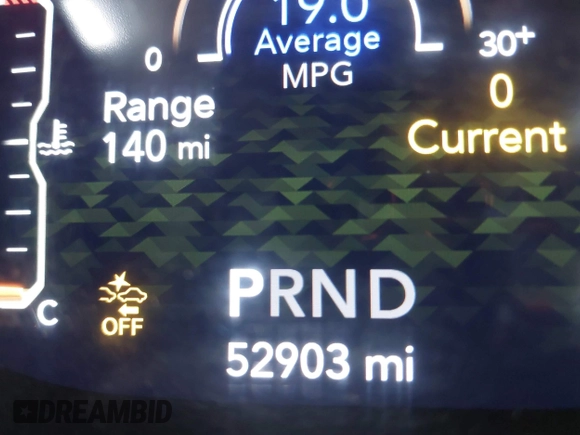 19.0
Average
MPG
0
30+
Range
140 mi
0
Current
C
OFF
PRND
52903 mi
DREAMBID